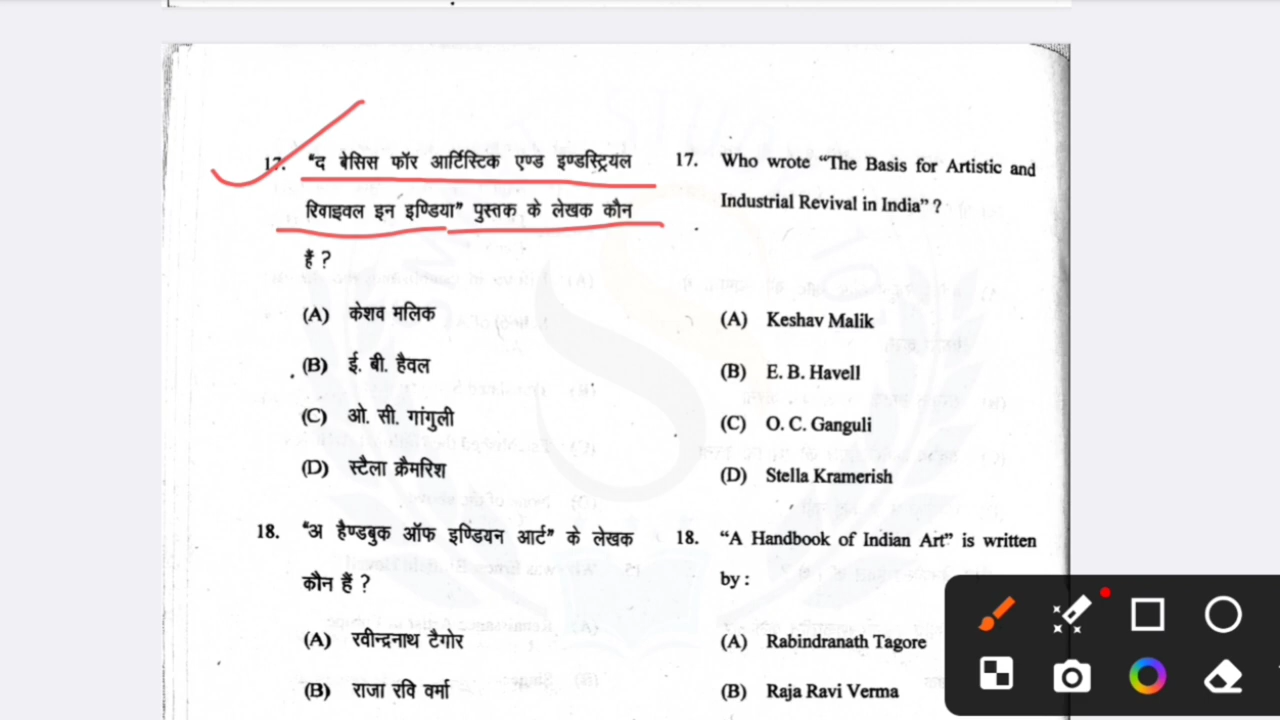 17. “द बेसिस फॉर आर्टिस्टिक एण्ड इण्डस्ट्रियल
रिवाइवल इन इण्डिया” पुस्तक के लेखक कौन
हैं ?
(A) केशव मलिक
(B) ई. बी. हैवल
(C) ओ. सी. गांगुली
(D) स्टैला क्रैमरिश
18. “अ हैण्डबुक ऑफ इण्डियन आर्ट” के लेखक
कौन हैं ?
(A) रवीन्द्रनाथ टैगोर
(B) राजा रवि वर्मा
17. Who wrote “The Basis for Artistic and
Industrial Revival in India” ?
(A) Keshav Malik
(B) E. B. Havell
(C) O. C. Ganguli
(D) Stella Kramerish
18. “A Handbook of Indian Art” is written
by :
(A) Rabindranath Tagore
(B) Raja Ravi Verma